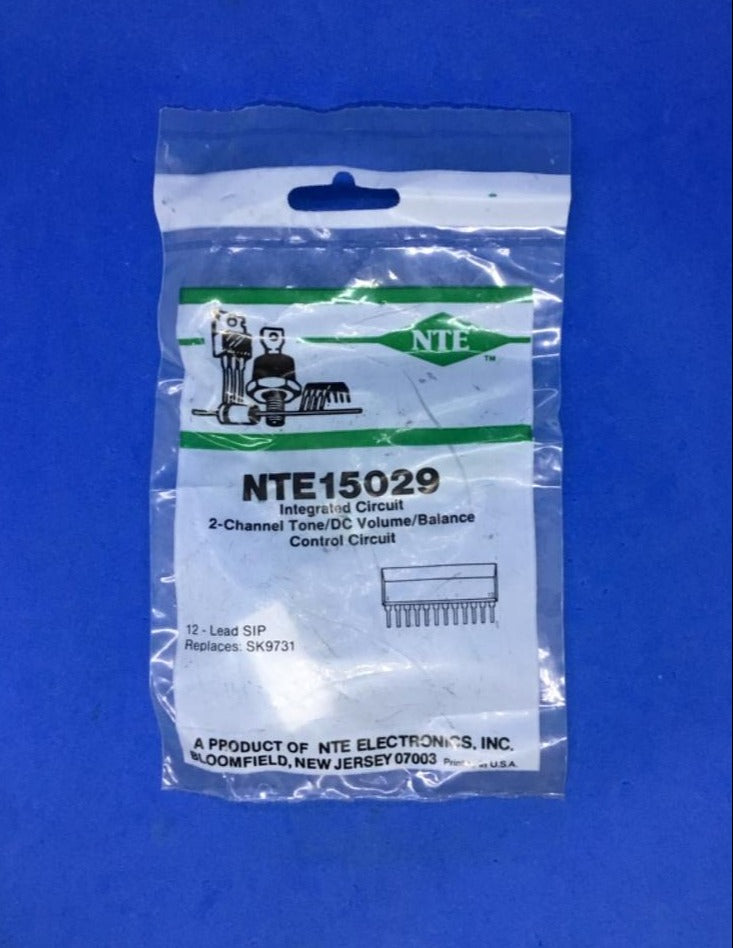 NTE
TM
NTE15029
Integrated Circuit
2-Channel Tone/DC Volume/Balance
Control Circuit
12 - Lead SIP
Replaces: SK9731
A PRODUCT OF NTE ELECTRONICS, INC.
BLOOMFIELD, NEW JERSEY 07003 U.S.A.